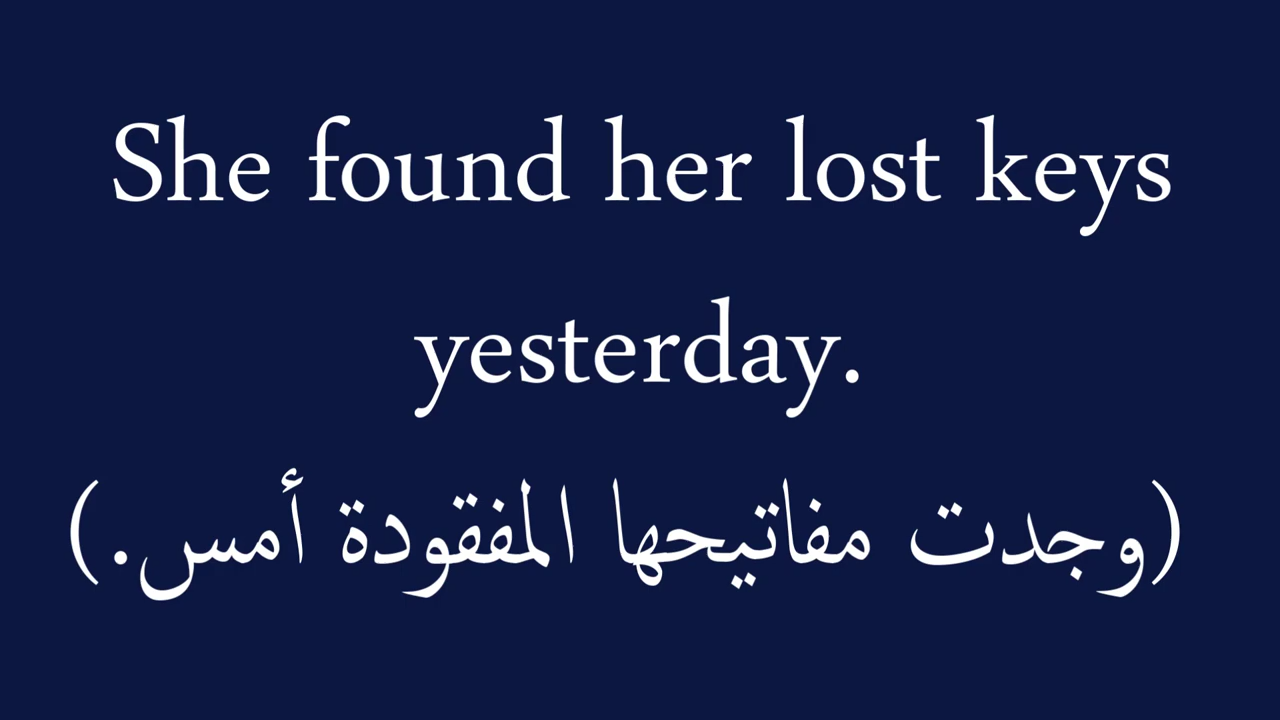 She found her lost keys
yesterday.
(وجدت مفاتيحها المفقودة أمس.)